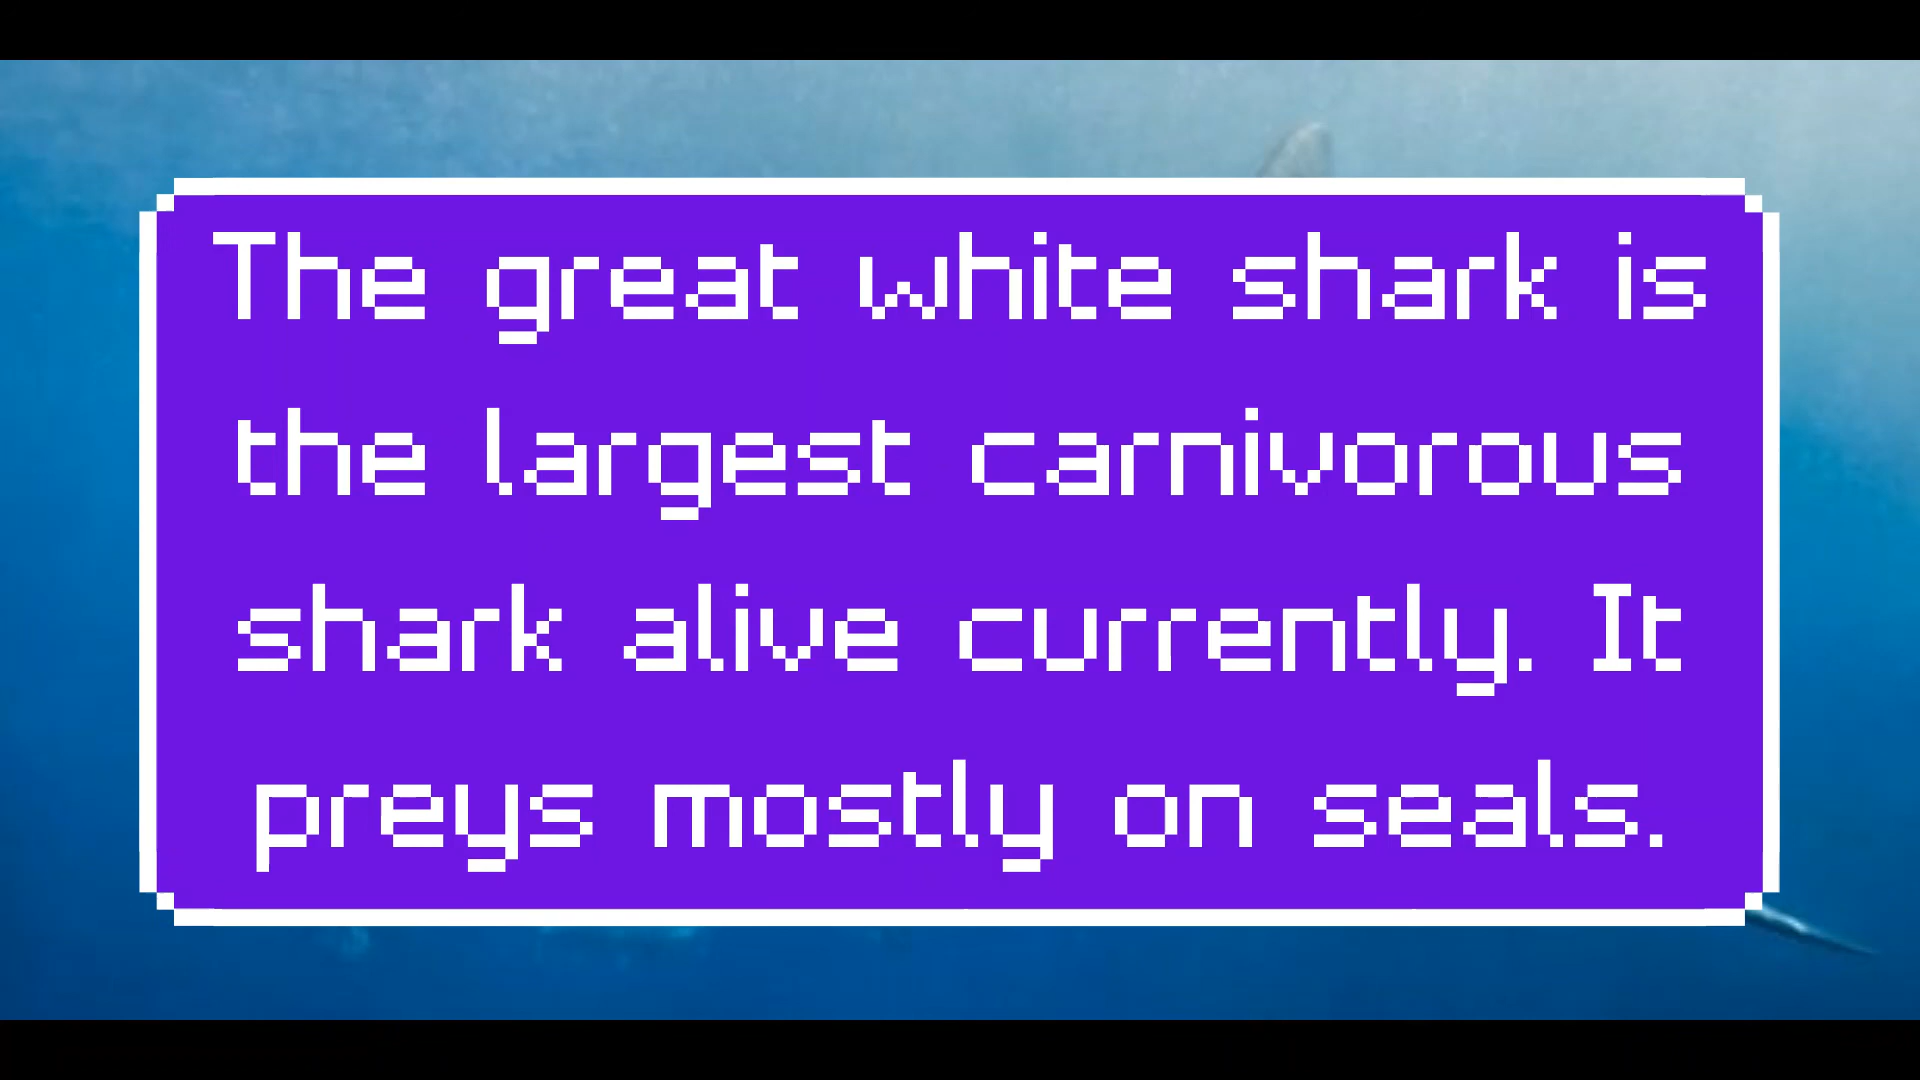 The great white shark is
the largest carnivorous
shark alive currently. It
preys mostly on seals.